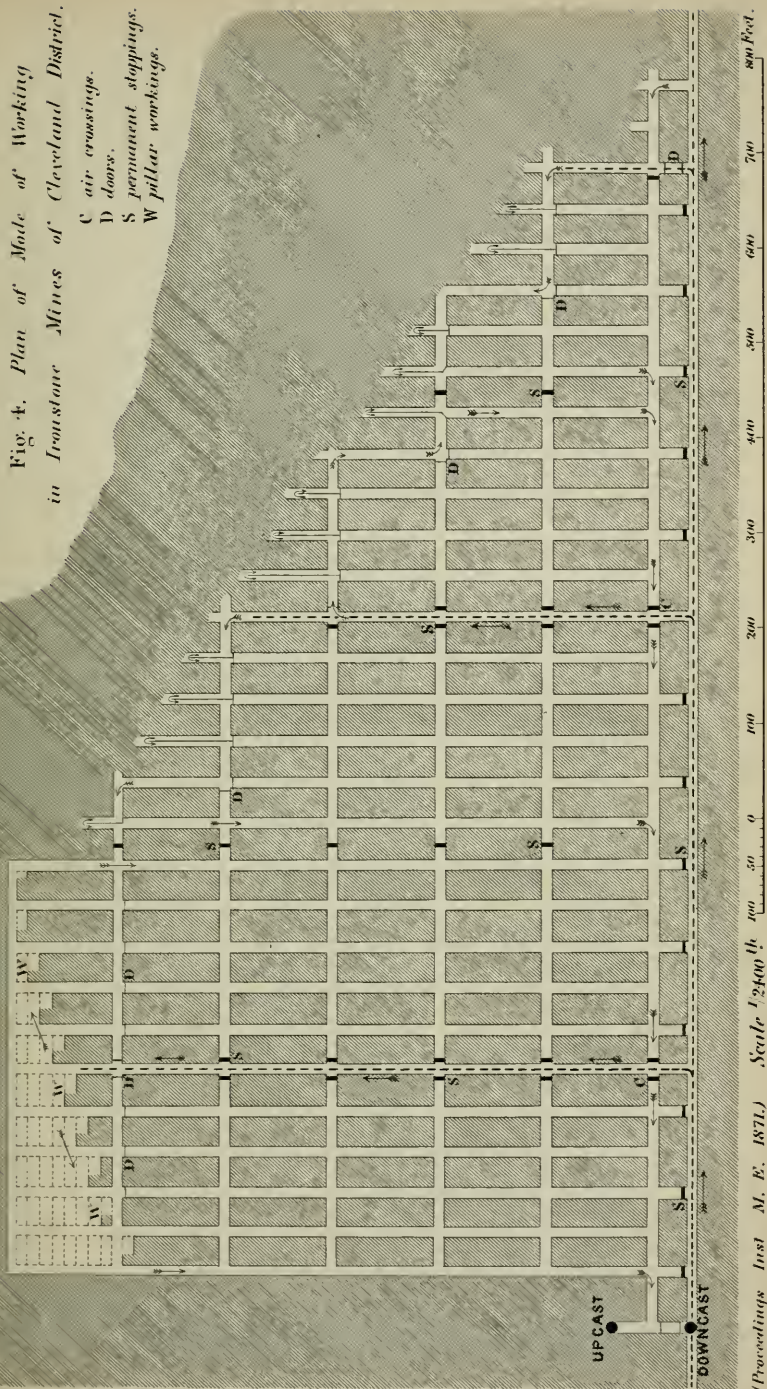 Fig. 4. Plan of Mode of Working
in Ironstone Mines of Cleveland District.
C air crossings.
D doors.
S permanent stoppings.
W pillar workings.
W
W
W
D
D
D
D
D
D
D
S
S
S
S
S
S
S
S
S
C
C
D
UPCAST
DOWNCAST
(Proceedings Inst M. E. 1871.)
Scale 1/2400th
100 50 0 100 200 300 400 500 600 700 800 Feet.